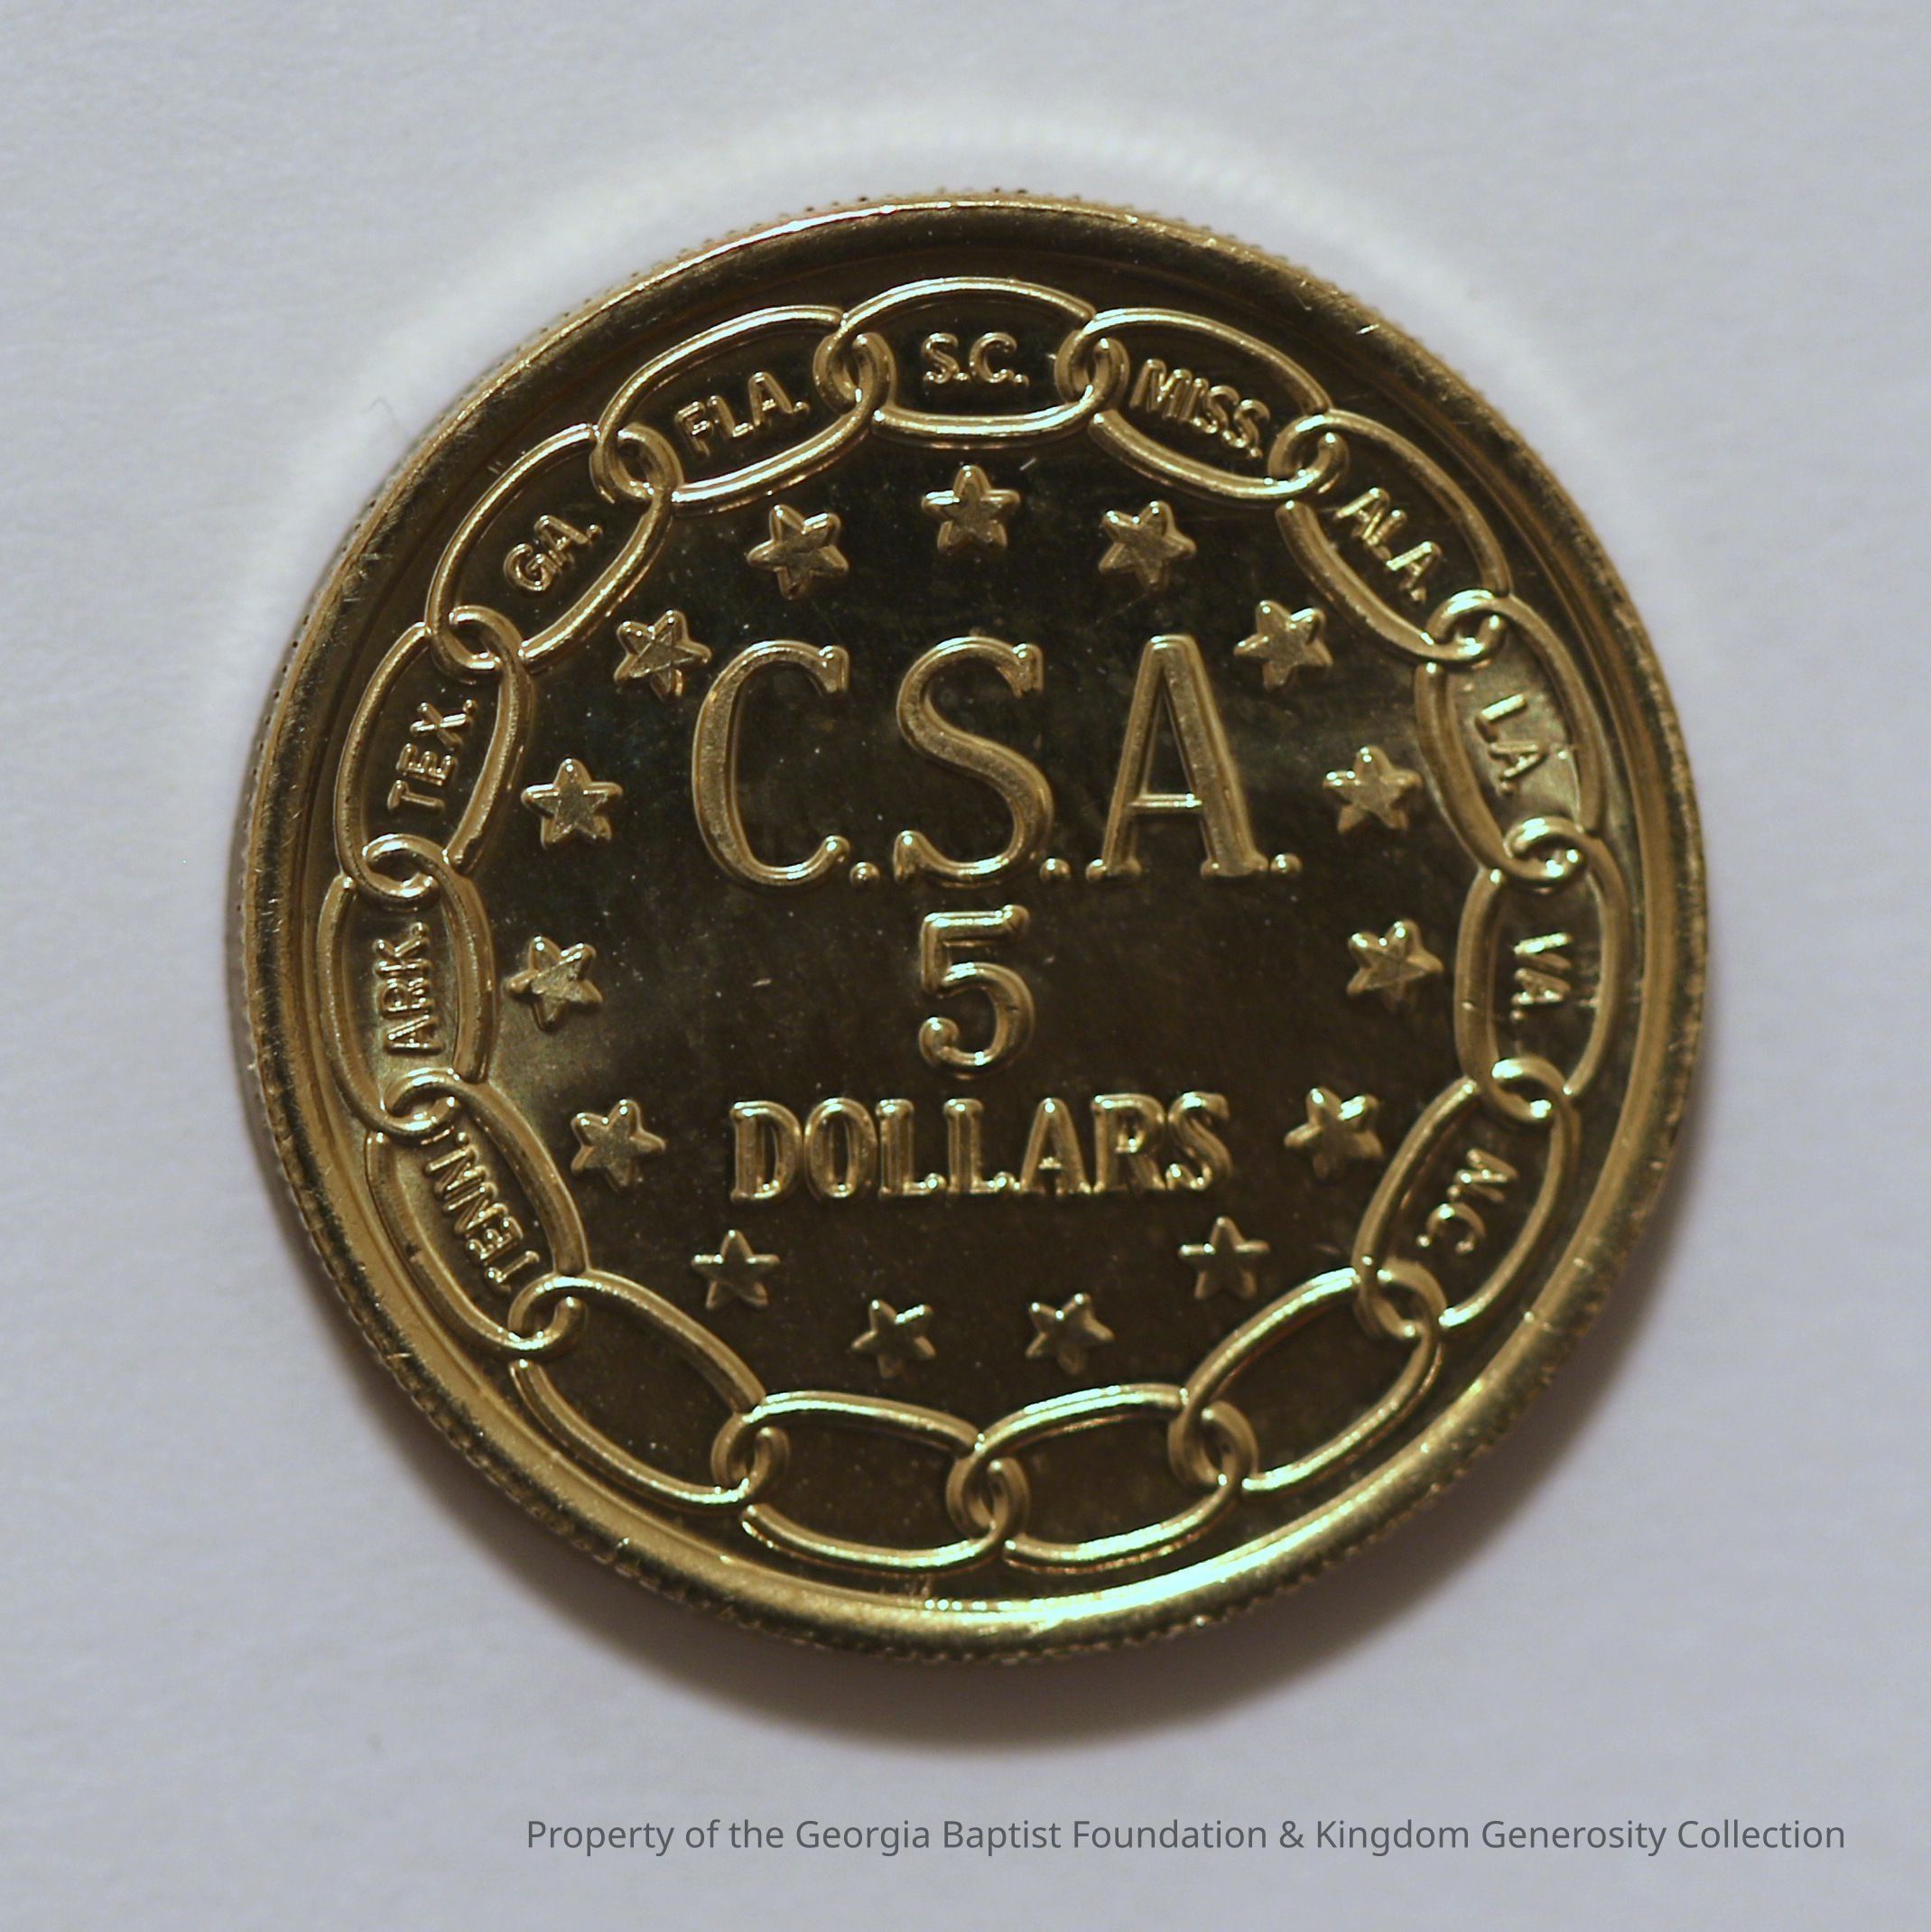 S.C.
MISS.
ALA.
LA.
VA.
N.C.
TENN.
ARK.
TEX.
GA.
FLA.
C.S.A.
5
DOLLARS
Property of the Georgia Baptist Foundation & Kingdom Generosity Collection